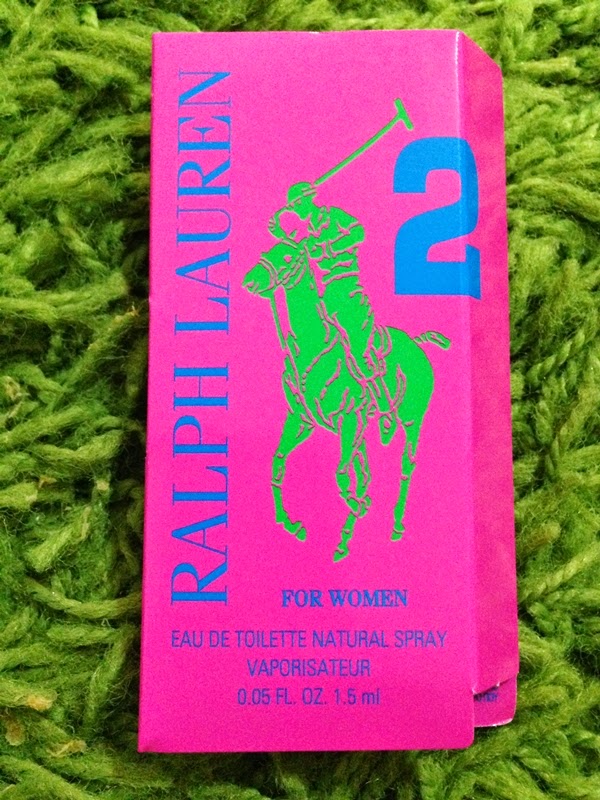 RALPH LAUREN
2
FOR WOMEN
EAU DE TOILETTE NATURAL SPRAY
VAPORISATEUR
0.05 FL. OZ. 1.5 ml